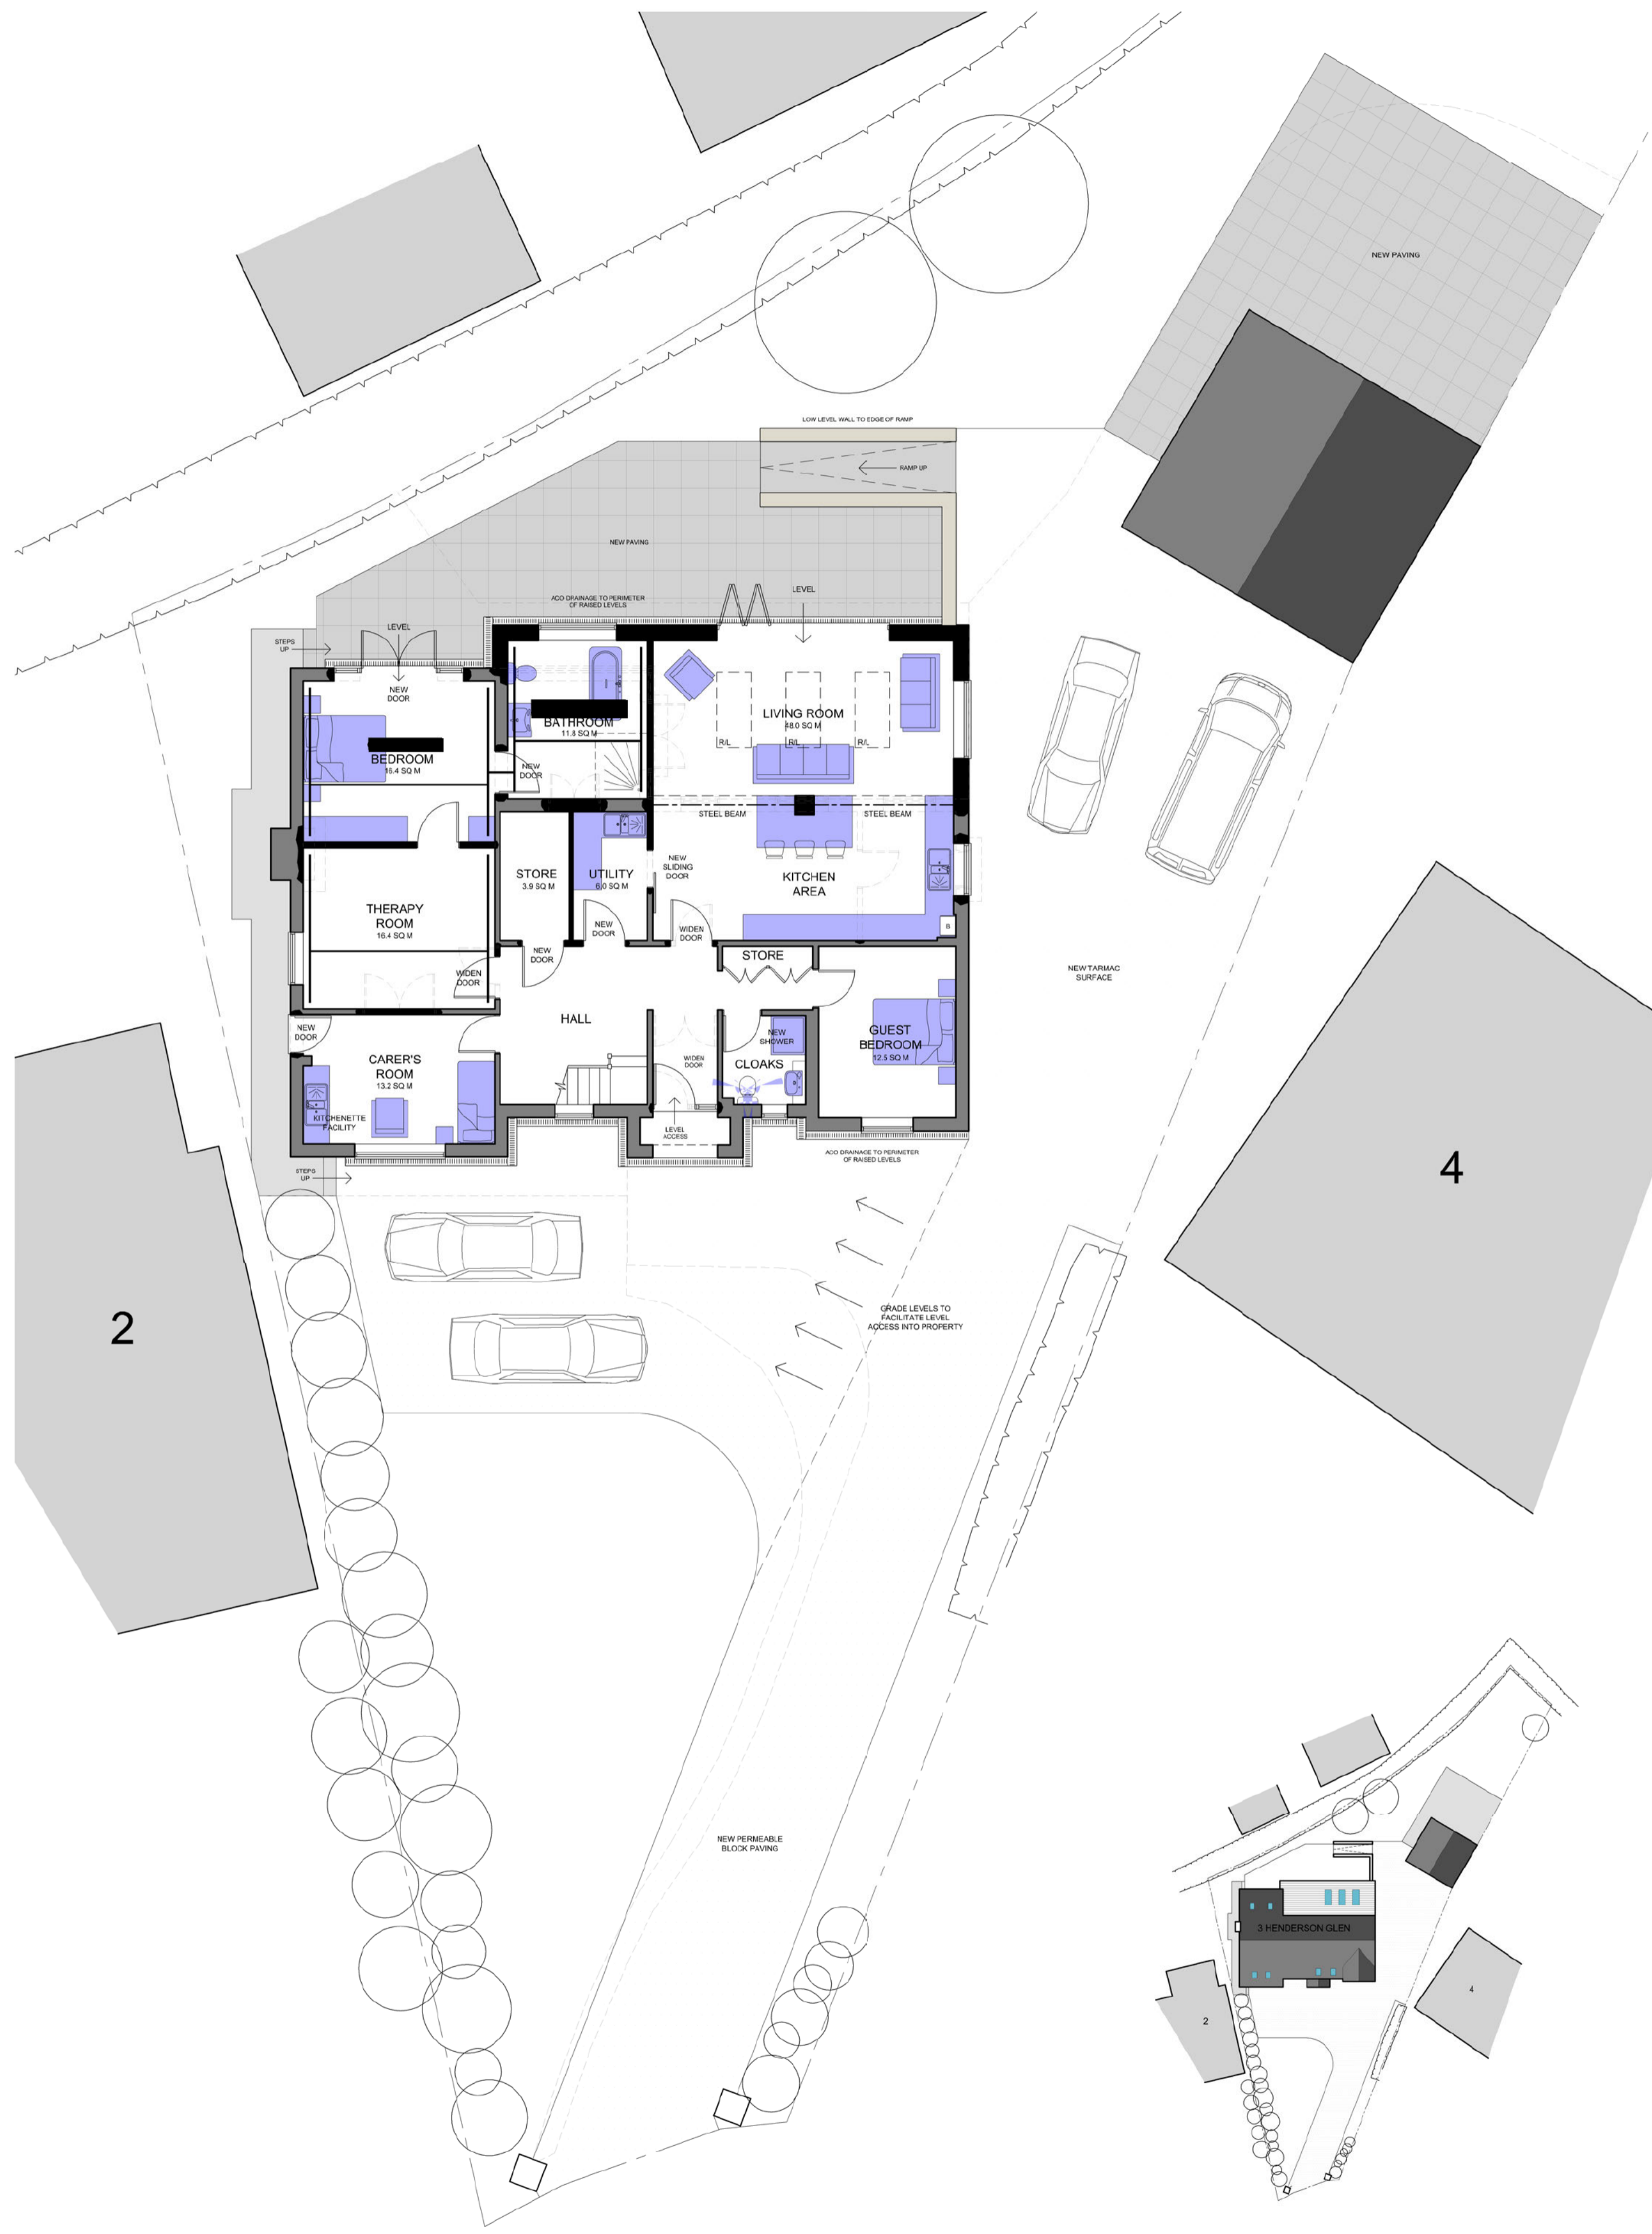 NEW PAVING
LOW LEVEL WALL TO EDGE OF RAMP
RAMP UP
NEW PAVING
ACO DRAINAGE TO PERIMETER
OF RAISED LEVELS
LEVEL
STEPS
UP
LEVEL
NEW
DOOR
BEDROOM
16.4 SQ M
BATHROOM
11.8 SQ M
NEW
DOOR
LIVING ROOM
48.0 SQ M
R/L
R/L
R/L
STEEL BEAM
STEEL BEAM
STORE
3.9 SQ M
UTILITY
6.0 SQ M
NEW
SLIDING
DOOR
KITCHEN
AREA
THERAPY
ROOM
16.4 SQ M
NEW
DOOR
WIDEN
DOOR
B
NEW
DOOR
WIDEN
DOOR
STORE
NEW TARMAC
SURFACE
HALL
NEW
DOOR
CARER'S
ROOM
13.2 SQ M
KITCHENETTE
FACILITY
WIDEN
DOOR
NEW
SHOWER
CLOAKS
GUEST
BEDROOM
12.5 SQ M
LEVEL
ACCESS
ACO DRAINAGE TO PERIMETER
OF RAISED LEVELS
STEPS
UP
4
2
GRADE LEVELS TO
FACILITATE LEVEL
ACCESS INTO PROPERTY
NEW PERMEABLE
BLOCK PAVING
3 HENDERSON GLEN
4
2